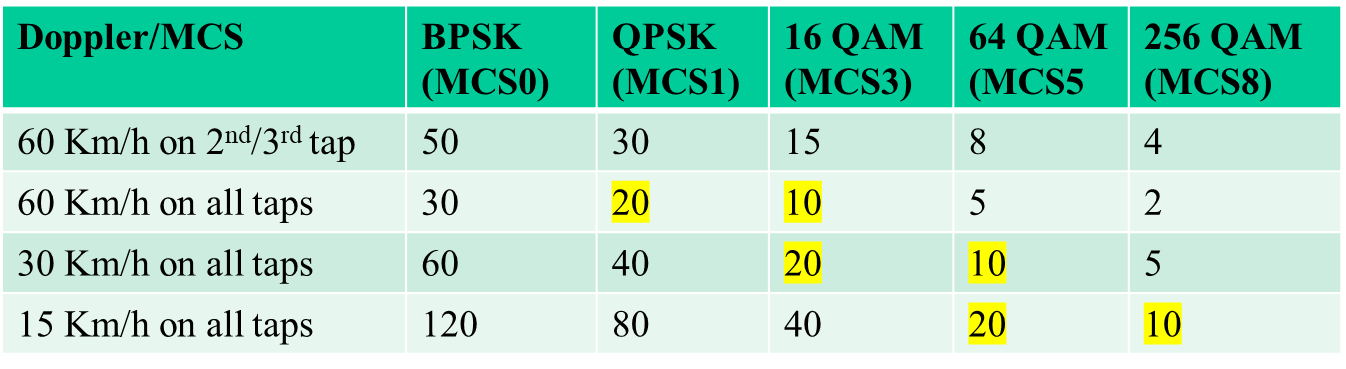 Doppler/MCS BPSK QPSK 16 QAM 64 QAM 256 QAM
(MCS0) (MCS1) (MCS3) (MCS5 (MCS8)
60 Km/h on 2nd/3rd tap 50 30 15 8 4
60 Km/h on all taps 30 20 10 5 2
30 Km/h on all taps 60 40 20 10 5
15 Km/h on all taps 120 80 40 20 10